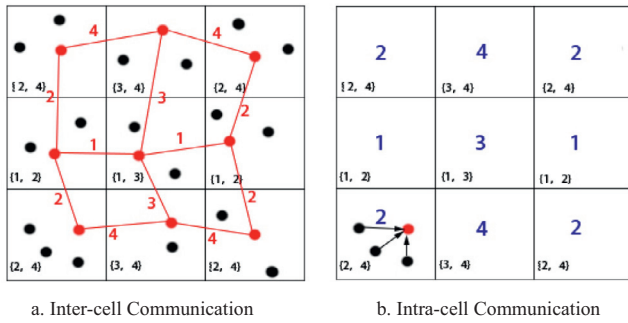 4 4
{2, 4} {3, 4} {2, 4}
2 3 2
1 1
{1, 2} {1, 3} {1, 2}
2 3 2
4 4
{2, 4} {3, 4} {2, 4}
a. Inter-cell Communication
2 4 2
{2, 4} {3, 4} {2, 4}
1 3 1
{1, 2} {1, 3} {1, 2}
2 4 2
{2, 4} {3, 4} {2, 4}
b. Intra-cell Communication